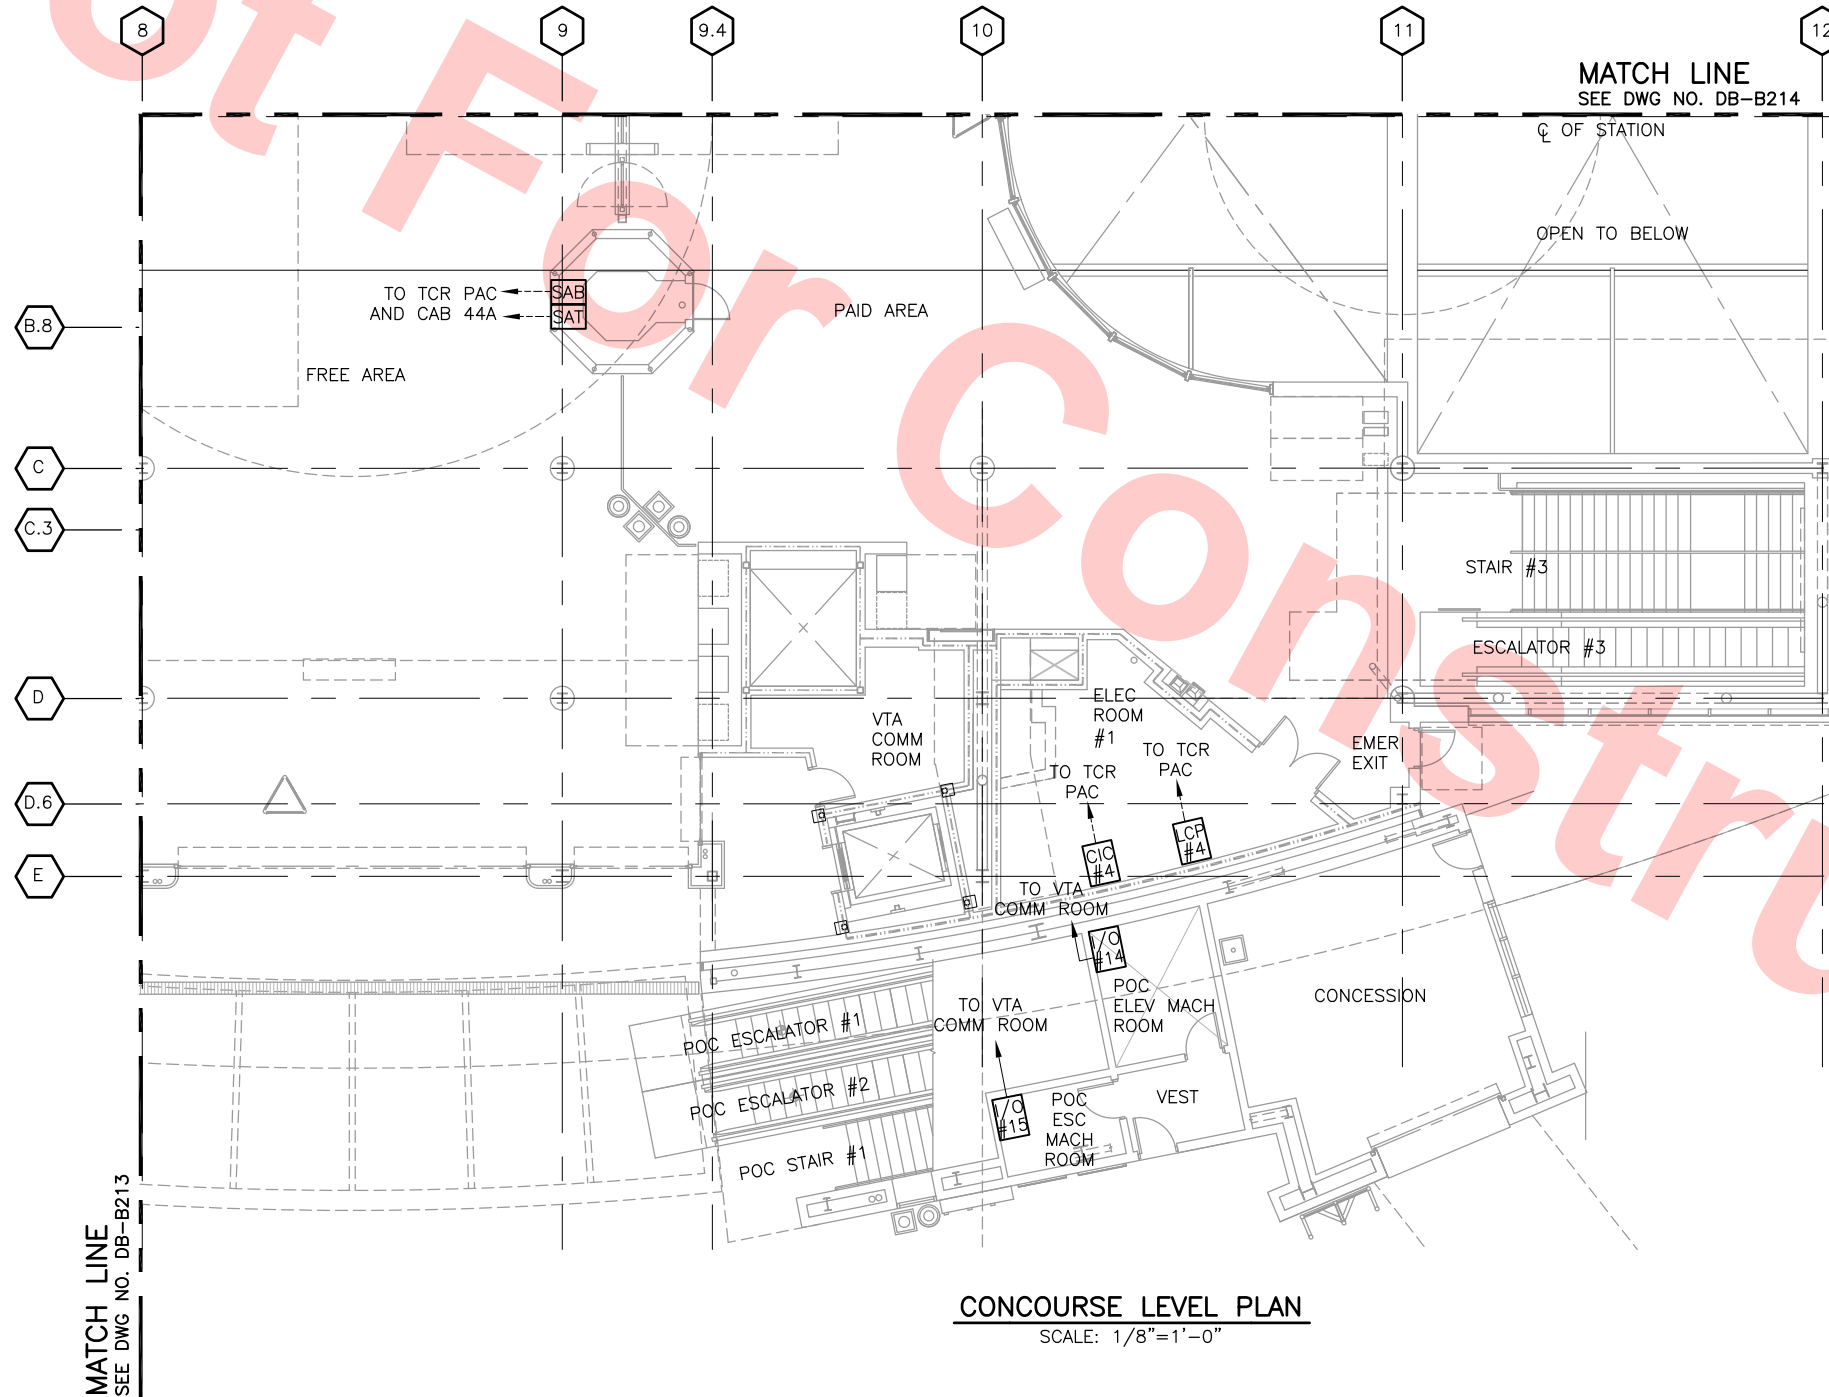 8
9
9.4
10
11
12
MATCH LINE
SEE DWG NO. DB-B214
℄ OF STATION
OPEN TO BELOW
SAB
SAT
TO TCR PAC
AND CAB 44A
PAID AREA
B.8
FREE AREA
C
C.3
STAIR #3
ESCALATOR #3
D
ELEC
ROOM
#1
VTA
COMM
ROOM
EMER
EXIT
TO TCR
PAC
TO TCR
PAC
D.6
LCP
#4
CIC
#4
E
TO VTA
COMM ROOM
I/O
#14
POC
ELEV MACH
ROOM
CONCESSION
TO VTA
COMM ROOM
POC ESCALATOR #1
POC ESCALATOR #2
POC STAIR #1
I/O
#15
POC
ESC
MACH
ROOM
VEST
MATCH LINE
SEE DWG NO. DB-B213
CONCOURSE LEVEL PLAN
SCALE: 1/8"=1'-0"
ot For Constru